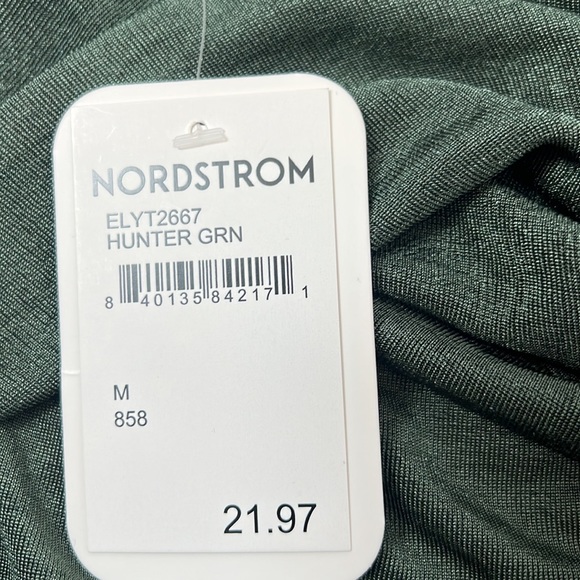 NORDSTROM
ELYT2667
HUNTER GRN
8 40135 84217 1
M
858
21.97